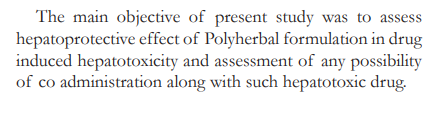 The main objective of present study was to assess
hepatoprotective effect of Polyherbal formulation in drug
induced hepatotoxicity and assessment of any possibility
of co administration along with such hepatotoxic drug.